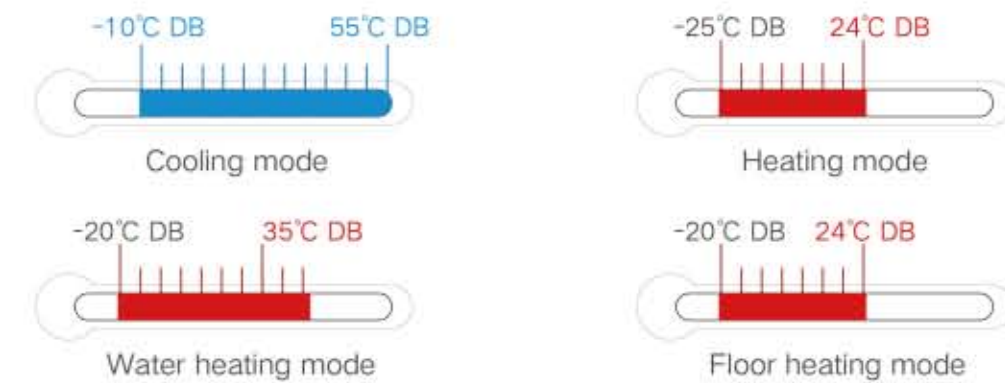 -10℃ DB 55℃ DB
Cooling mode
-25℃ DB 24℃ DB
Heating mode
-20℃ DB 35℃ DB
Water heating mode
-20℃ DB 24℃ DB
Floor heating mode